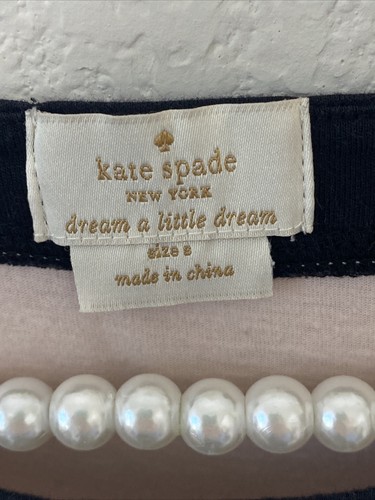 kate spade
NEW YORK
dream a little dream
size s
made in china